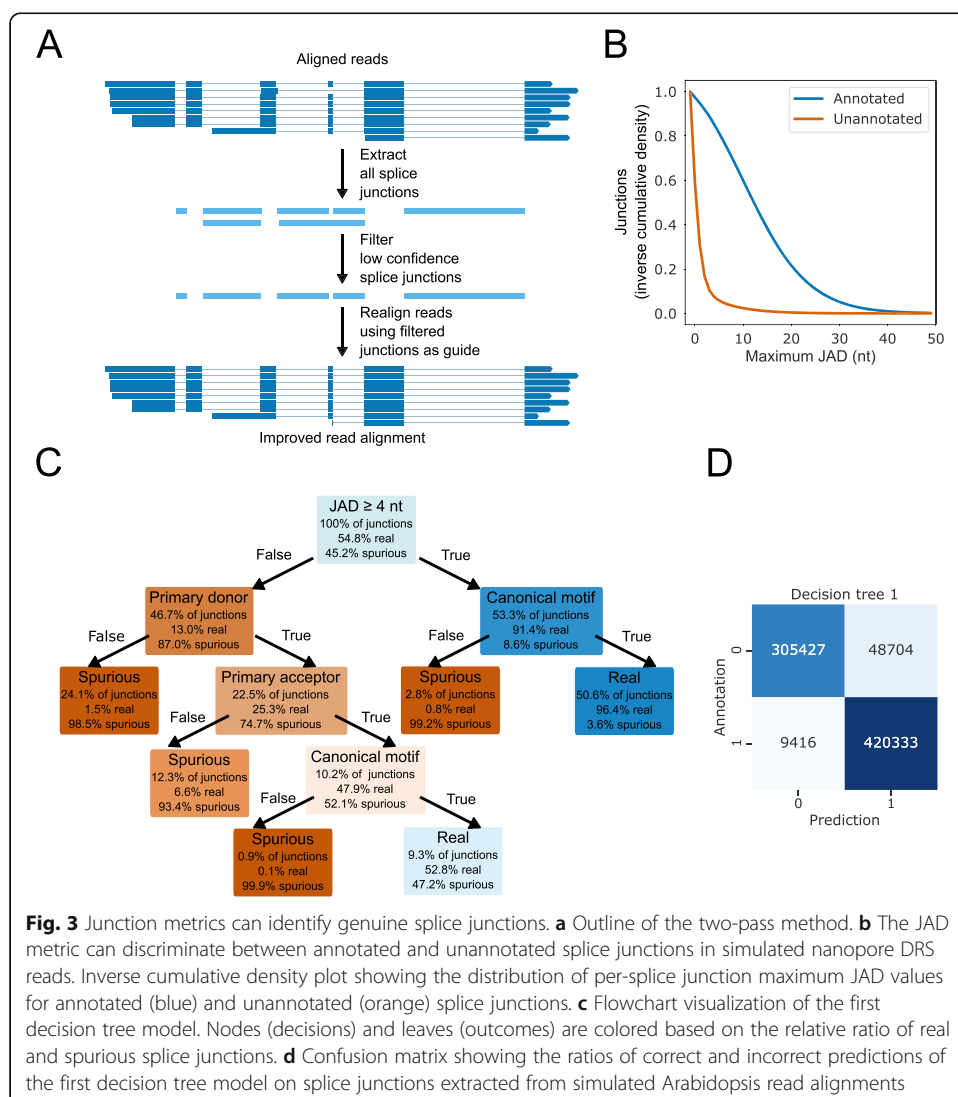 A
Aligned reads
Extract
all splice
junctions
Filter
low confidence
splice junctions
Realign reads
using filtered
junctions as guide
Improved read alignment
B
Annotated
Unannotated
Junctions
(inverse cumulative density)
1.0
0.8
0.6
0.4
0.2
0.0
0 10 20 30 40 50
Maximum JAD (nt)
C
JAD ≥ 4 nt
100% of junctions
54.8% real
45.2% spurious
False
True
Primary donor
46.7% of junctions
13.0% real
87.0% spurious
Canonical motif
53.3% of junctions
91.4% real
8.6% spurious
False
True
False
True
Spurious
24.1% of junctions
1.5% real
98.5% spurious
Primary acceptor
22.5% of junctions
25.3% real
74.7% spurious
Spurious
2.8% of junctions
0.8% real
99.2% spurious
Real
50.6% of junctions
96.4% real
3.6% spurious
False
True
Spurious
12.3% of junctions
6.6% real
93.4% spurious
Canonical motif
10.2% of junctions
47.9% real
52.1% spurious
False
True
Spurious
0.9% of junctions
0.1% real
99.9% spurious
Real
9.3% of junctions
52.8% real
47.2% spurious
D
Decision tree 1
Annotation
0
305427 48704
1
9416 420333
0 1
Prediction
Fig. 3 Junction metrics can identify genuine splice junctions. a Outline of the two-pass method. b The JAD
metric can discriminate between annotated and unannotated splice junctions in simulated nanopore DRS
reads. Inverse cumulative density plot showing the distribution of per-splice junction maximum JAD values
for annotated (blue) and unannotated (orange) splice junctions. c Flowchart visualization of the first
decision tree model. Nodes (decisions) and leaves (outcomes) are colored based on the relative ratio of real
and spurious splice junctions. d Confusion matrix showing the ratios of correct and incorrect predictions of
the first decision tree model on splice junctions extracted from simulated Arabidopsis read alignments